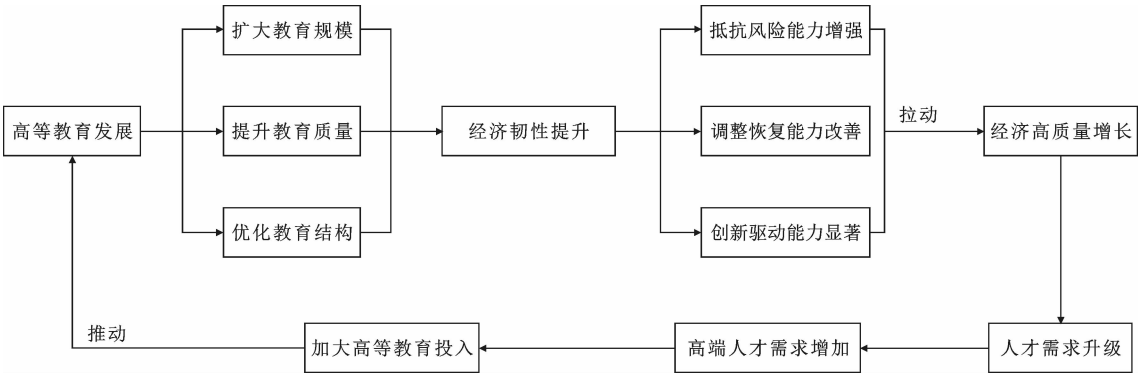 扩大教育规模
抵抗风险能力增强
高等教育发展
提升教育质量
经济韧性提升
调整恢复能力改善
拉动
经济高质量增长
优化教育结构
创新驱动能力显著
推动
加大高等教育投入
高端人才需求增加
人才需求升级